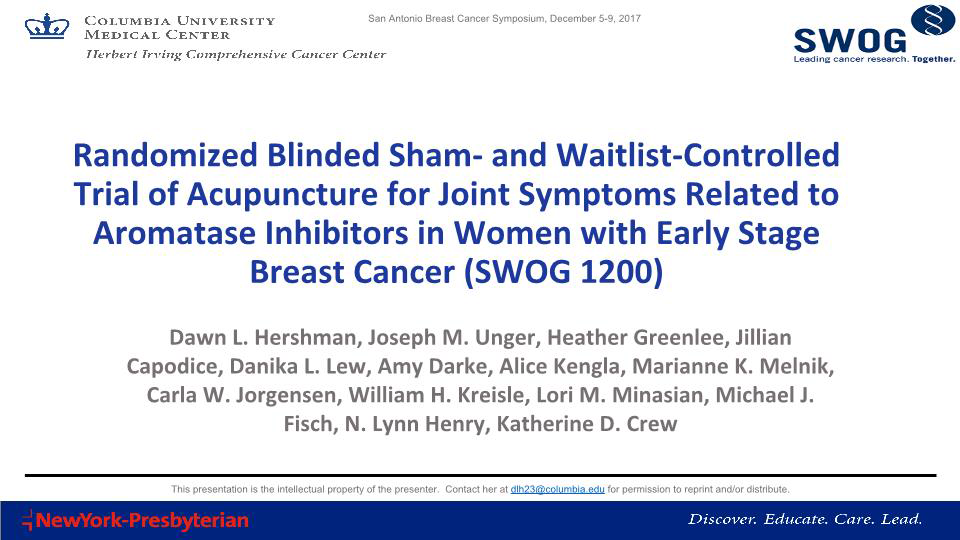 COLUMBIA UNIVERSITY
MEDICAL CENTER
Herbert Irving Comprehensive Cancer Center
San Antonio Breast Cancer Symposium, December 5-9, 2017
SWOG
Leading cancer research. Together.
Randomized Blinded Sham- and Waitlist-Controlled
Trial of Acupuncture for Joint Symptoms Related to
Aromatase Inhibitors in Women with Early Stage
Breast Cancer (SWOG 1200)
Dawn L. Hershman, Joseph M. Unger, Heather Greenlee, Jillian
Capodice, Danika L. Lew, Amy Darke, Alice Kengla, Marianne K. Melnik,
Carla W. Jorgensen, William H. Kreisle, Lori M. Minasian, Michael J.
Fisch, N. Lynn Henry, Katherine D. Crew
This presentation is the intellectual property of the presenter. Contact her at dlh23@columbia.edu for permission to reprint and/or distribute.
NewYork-Presbyterian
Discover. Educate. Care. Lead.